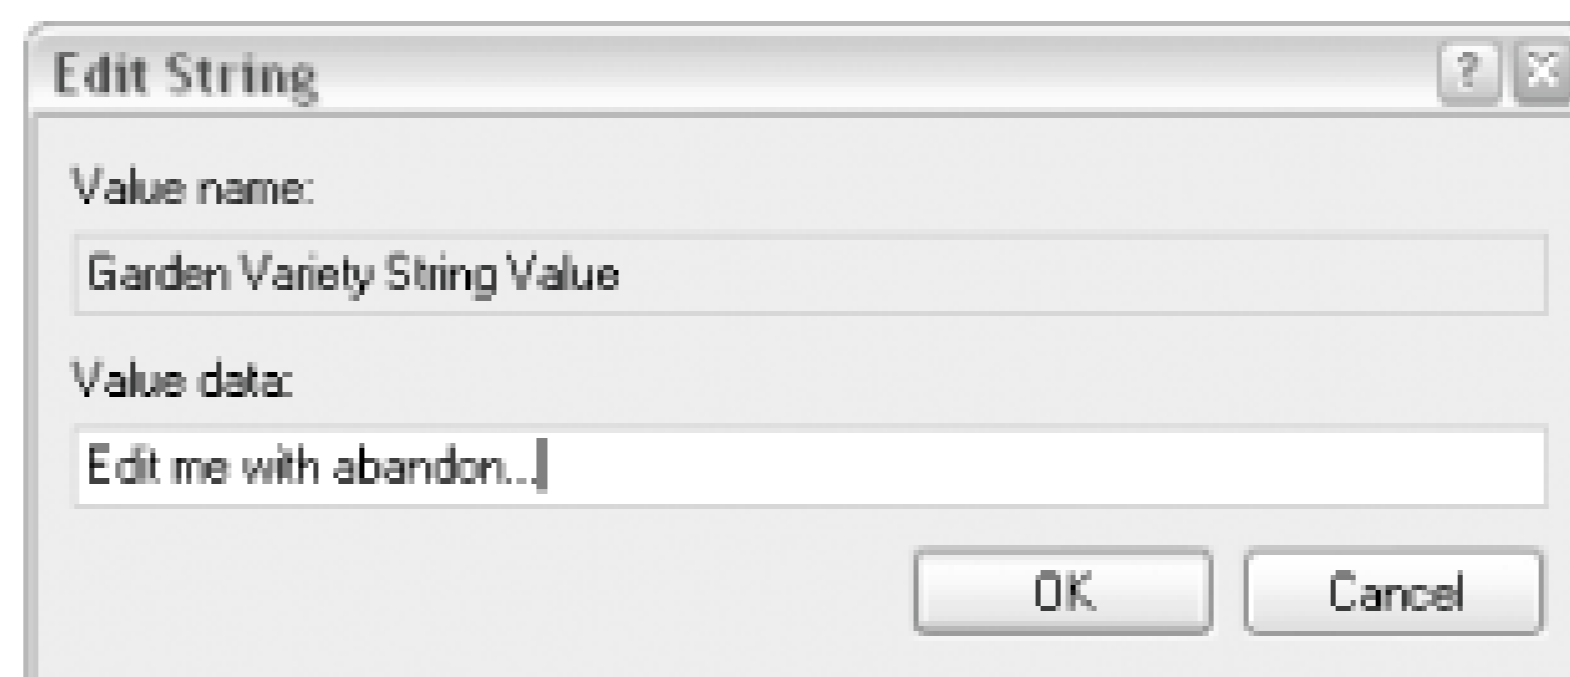 Edit String
?
Value name:
Garden Variety String Value
Value data:
Edit me with abandon...
OK
Cancel